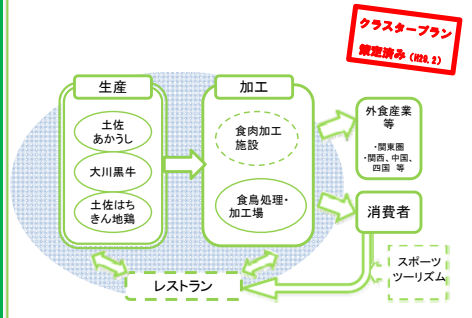 クラスタープラン
策定済み（H29.2）
生産
土佐
あかうし
大川黒牛
土佐はち
きん地鶏
加工
食肉加工
施設
食鳥処理・
加工場
外食産業
等
・関東圏
・関西、中国、
四国 等
消費者
スポーツ
ツーリズム
レストラン